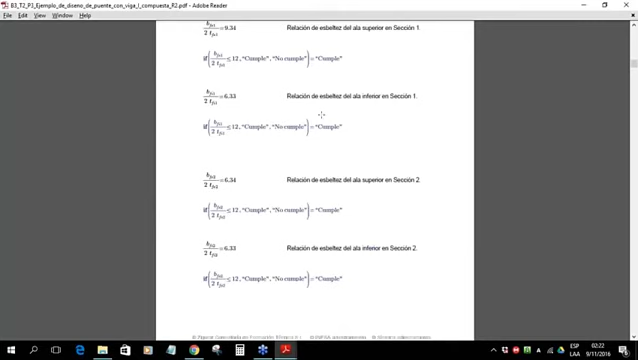 B3_T2_P3_Ejemplo_de_diseno_de_puente_con_viga_I_compuesta_R2.pdf - Adobe Reader
File Edit View Window Help
b_fs1 / 2 t_fs1 = 9.34 Relación de esbeltez del ala superior en Sección 1.
if( b_fs1 / 2 t_fs1 ≤ 12, "Cumple", "No cumple") = "Cumple"
b_fi1 / 2 t_fi1 = 6.33 Relación de esbeltez del ala inferior en Sección 1.
if( b_fi1 / 2 t_fi1 ≤ 12, "Cumple", "No cumple") = "Cumple"
b_fs2 / 2 t_fs2 = 6.34 Relación de esbeltez del ala superior en Sección 2.
if( b_fs2 / 2 t_fs2 ≤ 12, "Cumple", "No cumple") = "Cumple"
b_fi2 / 2 t_fi2 = 6.33 Relación de esbeltez del ala inferior en Sección 2.
if( b_fi2 / 2 t_fi2 ≤ 12, "Cumple", "No cumple") = "Cumple"
ESP 02:22
LAA 9/11/2016